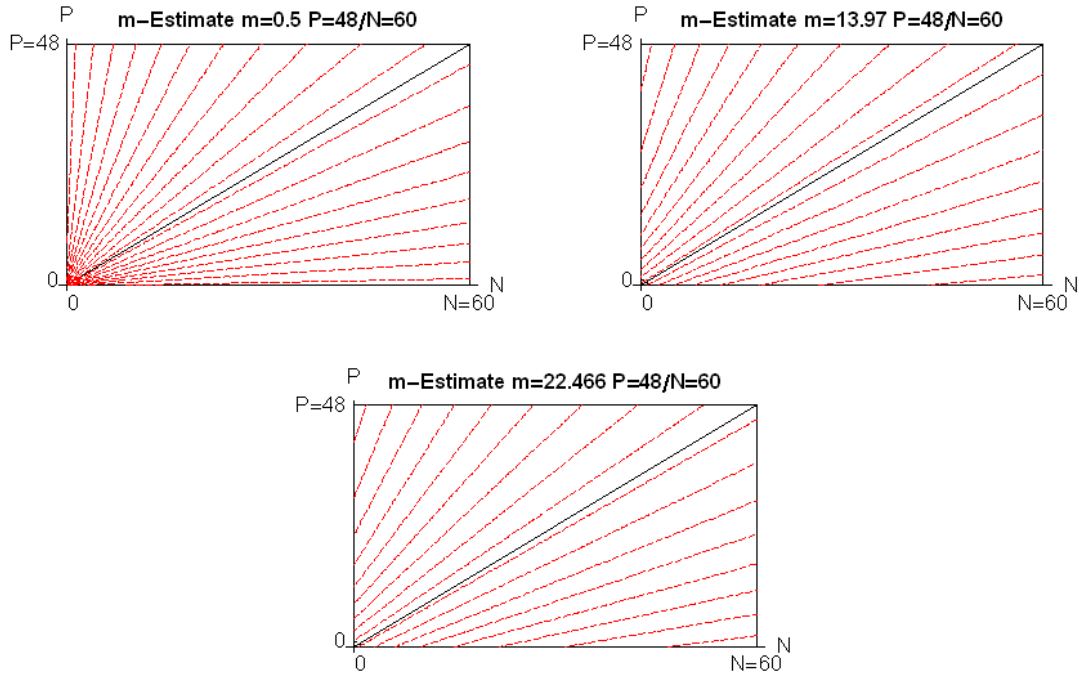 P
m−Estimate m=0.5 P=48/N=60
P=48
0
N
0
N=60
P
m−Estimate m=13.97 P=48/N=60
P=48
0
N
0
N=60
P
m−Estimate m=22.466 P=48/N=60
P=48
0
N
0
N=60